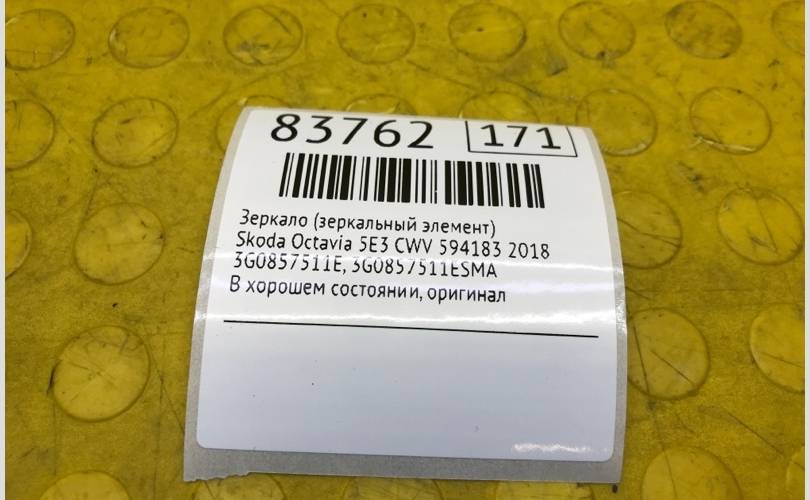 83762 171
Зеркало (зеркальный элемент)
Skoda Octavia 5E3 CWV 594183 2018
3G0857511E, 3G0857511ESMA
В хорошем состоянии, оригинал